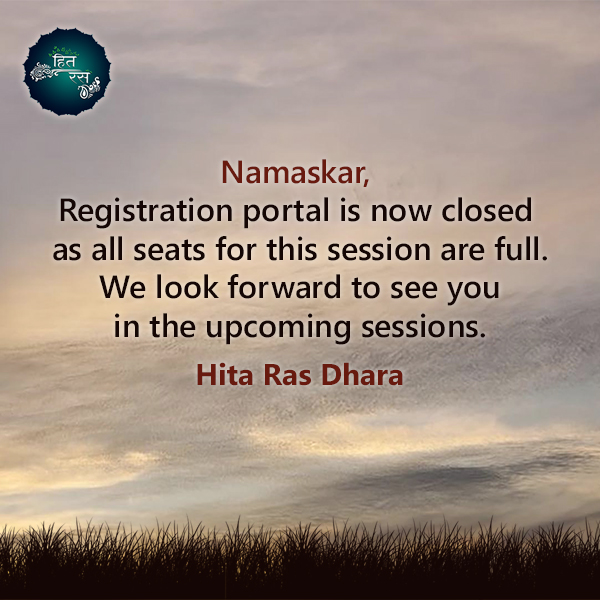 हित
रस
Namaskar,
Registration portal is now closed
as all seats for this session are full.
We look forward to see you
in the upcoming sessions.
Hita Ras Dhara